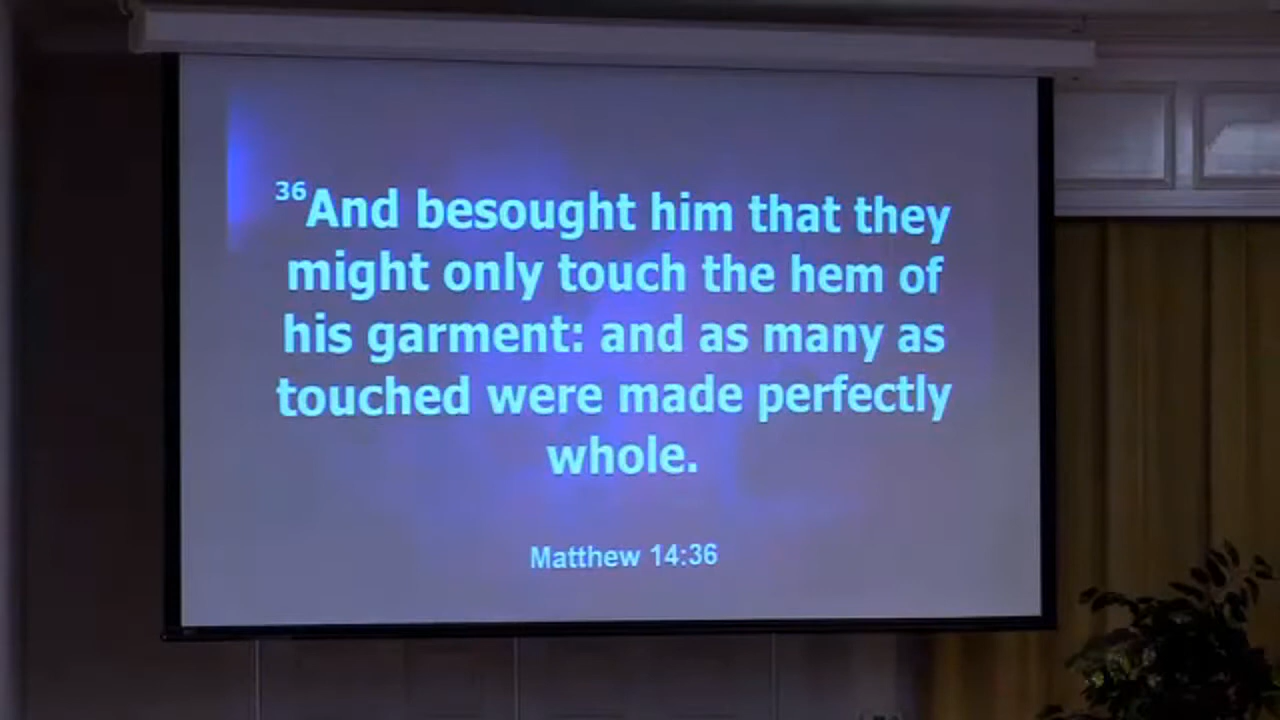 36And besought him that they
might only touch the hem of
his garment: and as many as
touched were made perfectly
whole.
Matthew 14:36